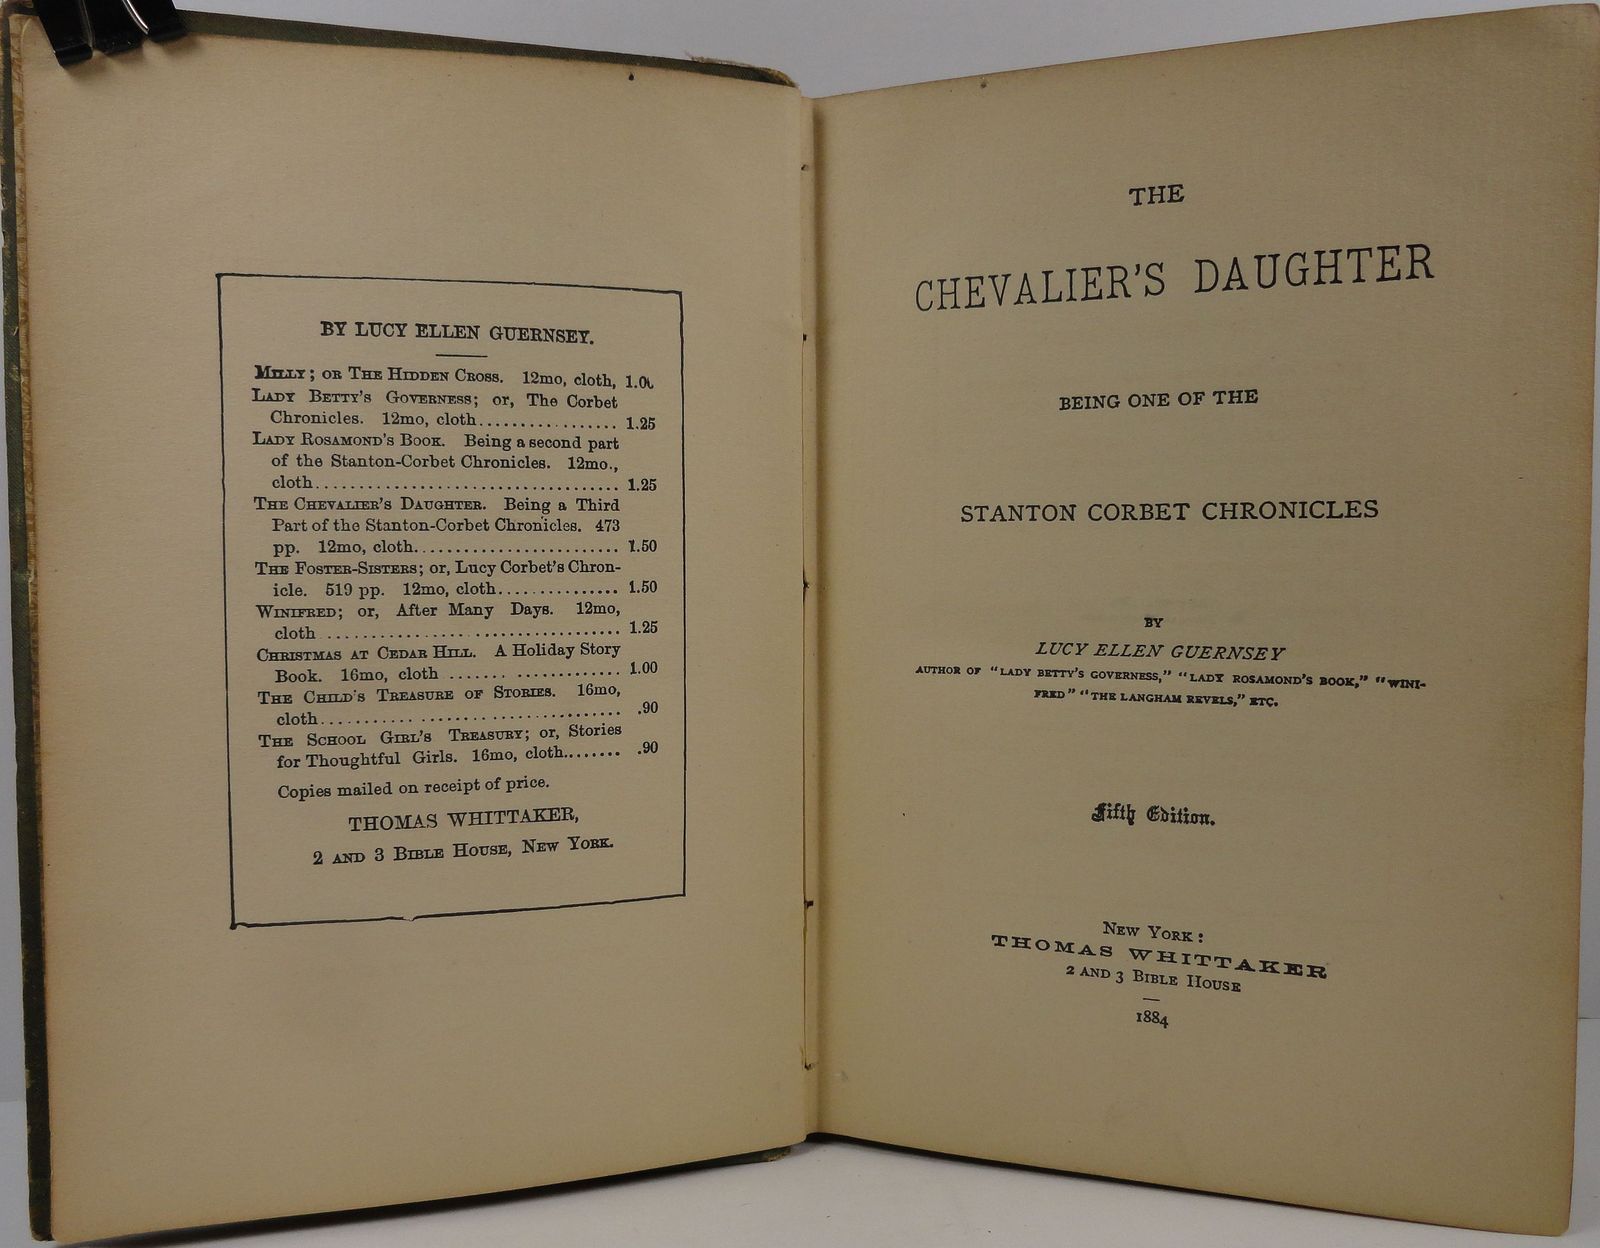 BY LUCY ELLEN GUERNSEY.
MILLY; OR THE HIDDEN CROSS. 12mo, cloth, 1.00
LADY BETTY'S GOVERNESS; or, The Corbet
Chronicles. 12mo, cloth.................. 1.25
LADY ROSAMOND'S BOOK. Being a second part
of the Stanton-Corbet Chronicles. 12mo.,
cloth................................... 1.25
THE CHEVALIER'S DAUGHTER. Being a Third
Part of the Stanton-Corbet Chronicles. 473
pp. 12mo, cloth........................ 1.50
THE FOSTER-SISTERS; or, Lucy Corbet's Chron-
icle. 519 pp. 12mo, cloth............... 1.50
WINIFRED; or, After Many Days. 12mo,
cloth .................................. 1.25
CHRISTMAS AT CEDAR HILL. A Holiday Story
Book. 16mo, cloth .................... 1.00
THE CHILD'S TREASURE OF STORIES. 16mo,
cloth................................... .90
THE SCHOOL GIRL'S TREASURY; or, Stories
for Thoughtful Girls. 16mo, cloth........ .90
Copies mailed on receipt of price.
THOMAS WHITTAKER,
2 AND 3 BIBLE HOUSE, NEW YORK.
THE
CHEVALIER'S DAUGHTER
BEING ONE OF THE
STANTON CORBET CHRONICLES
BY
LUCY ELLEN GUERNSEY
AUTHOR OF "LADY BETTY'S GOVERNESS," "LADY ROSAMOND'S BOOK," "WINI-
FRED" "THE LANGHAM REVELS," ETC.
Fifth Edition.
NEW YORK:
THOMAS WHITTAKER
2 AND 3 BIBLE HOUSE
1884